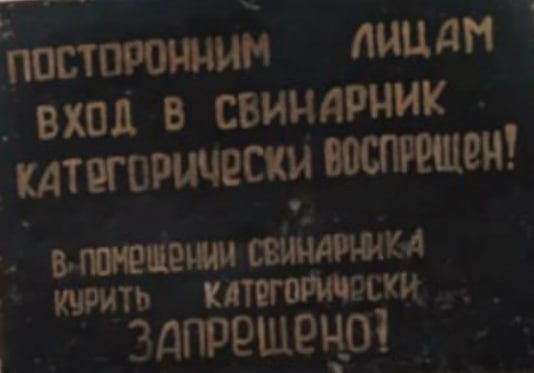 ПОСТОРОННИМ ЛИЦАМ
ВХОД В СВИНАРНИК
КАТЕГОРИЧЕСКИ ВОСПРЕЩЕН!
В ПОМЕЩЕНИИ СВИНАРНИКА
КУРИТЬ КАТЕГОРИЧЕСКИ
ЗАПРЕЩЕНО!